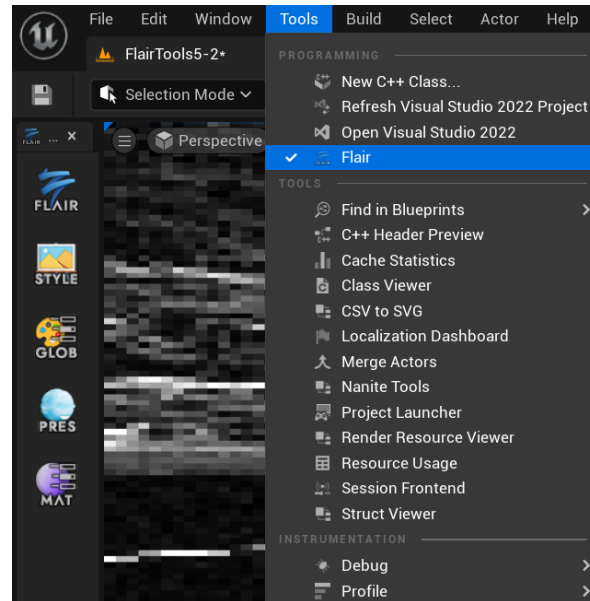 File Edit Window Tools Build Select Actor Help
FlairTools5-2*
Selection Mode
FLAIR ...
Perspective
FLAIR
STYLE
GLOB
PRES
MAT
PROGRAMMING
New C++ Class...
Refresh Visual Studio 2022 Project
Open Visual Studio 2022
Flair
TOOLS
Find in Blueprints
C++ Header Preview
Cache Statistics
Class Viewer
CSV to SVG
Localization Dashboard
Merge Actors
Nanite Tools
Project Launcher
Render Resource Viewer
Resource Usage
Session Frontend
Struct Viewer
INSTRUMENTATION
Debug
Profile